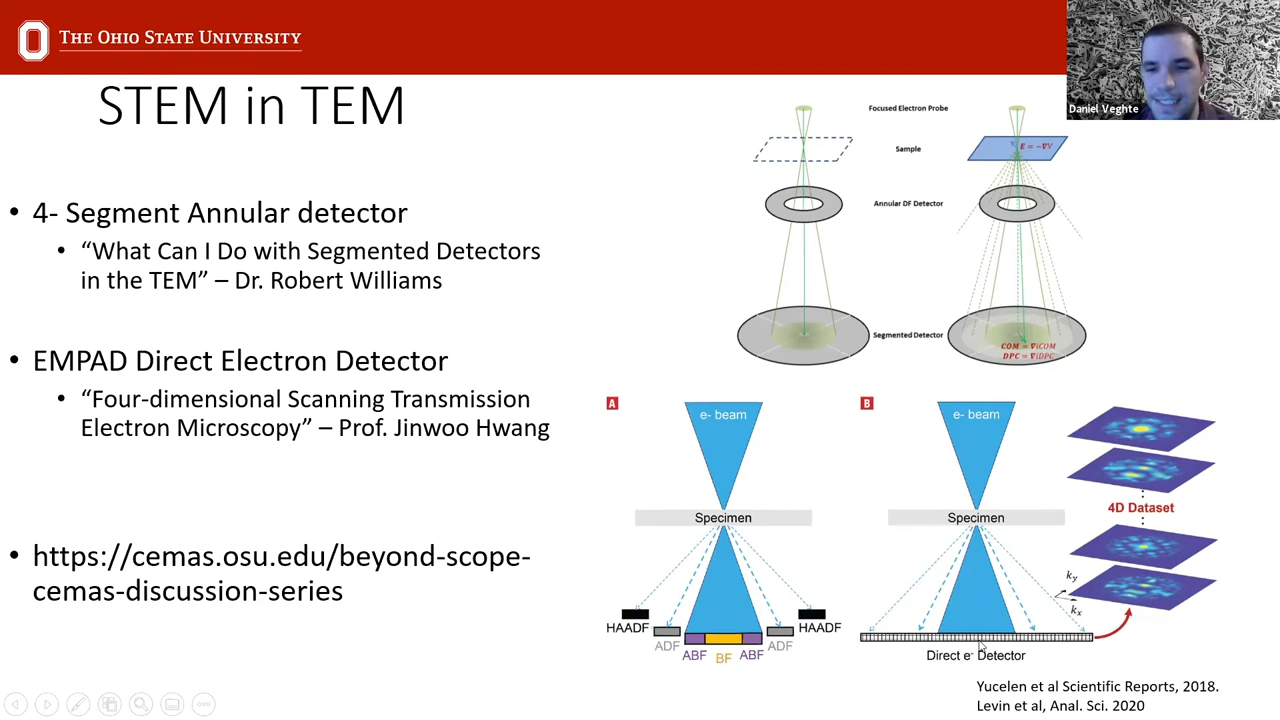 THE OHIO STATE UNIVERSITY
Daniel Veghte
STEM in TEM
• 4- Segment Annular detector
• “What Can I Do with Segmented Detectors
in the TEM” – Dr. Robert Williams
• EMPAD Direct Electron Detector
• “Four-dimensional Scanning Transmission
Electron Microscopy” – Prof. Jinwoo Hwang
• https://cemas.osu.edu/beyond-scope-
cemas-discussion-series
Focused Electron Probe
Sample
E = −∇V
Annular DF Detector
Segmented Detector
COM = ∇iCOM
DPC = ∇iDPC
A
e- beam
Specimen
HAADF
HAADF
ADF
ADF
ABF
BF
ABF
B
e- beam
Specimen
Direct e- Detector
4D Dataset
ky
kx
Yucelen et al Scientific Reports, 2018.
Levin et al, Anal. Sci. 2020